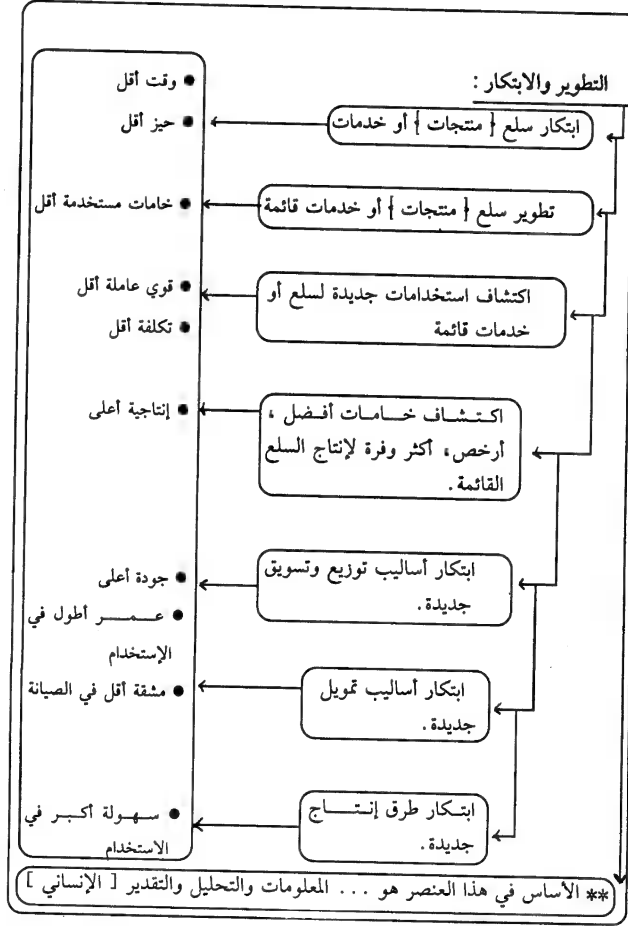 التطوير والابتكار :
ابتكار سلع { منتجات } أو خدمات
تطوير سلع { منتجات } أو خدمات قائمة
اكتشاف استخدامات جديدة لسلع أو
خدمات قائمة
اكتشاف خامات أفضل ،
أرخص، أكثر وفرة لإنتاج السلع
القائمة .
ابتكار أساليب توزيع وتسويق
جديدة .
ابتكار أساليب تمويل
جديدة .
ابتكار طرق إنتاج
جديدة .
● وقت أقل
● حيز أقل
● خامات مستخدمة أقل
● قوي عاملة أقل
● تكلفة أقل
● إنتاجية أعلى
● جودة أعلى
● عمر أطول في
الإستخدام
● مشقة أقل في الصيانة
● سهولة أكبر في
الاستخدام
** الأساس في هذا العنصر هو ... المعلومات والتحليل والتقدير [ الإنساني ]